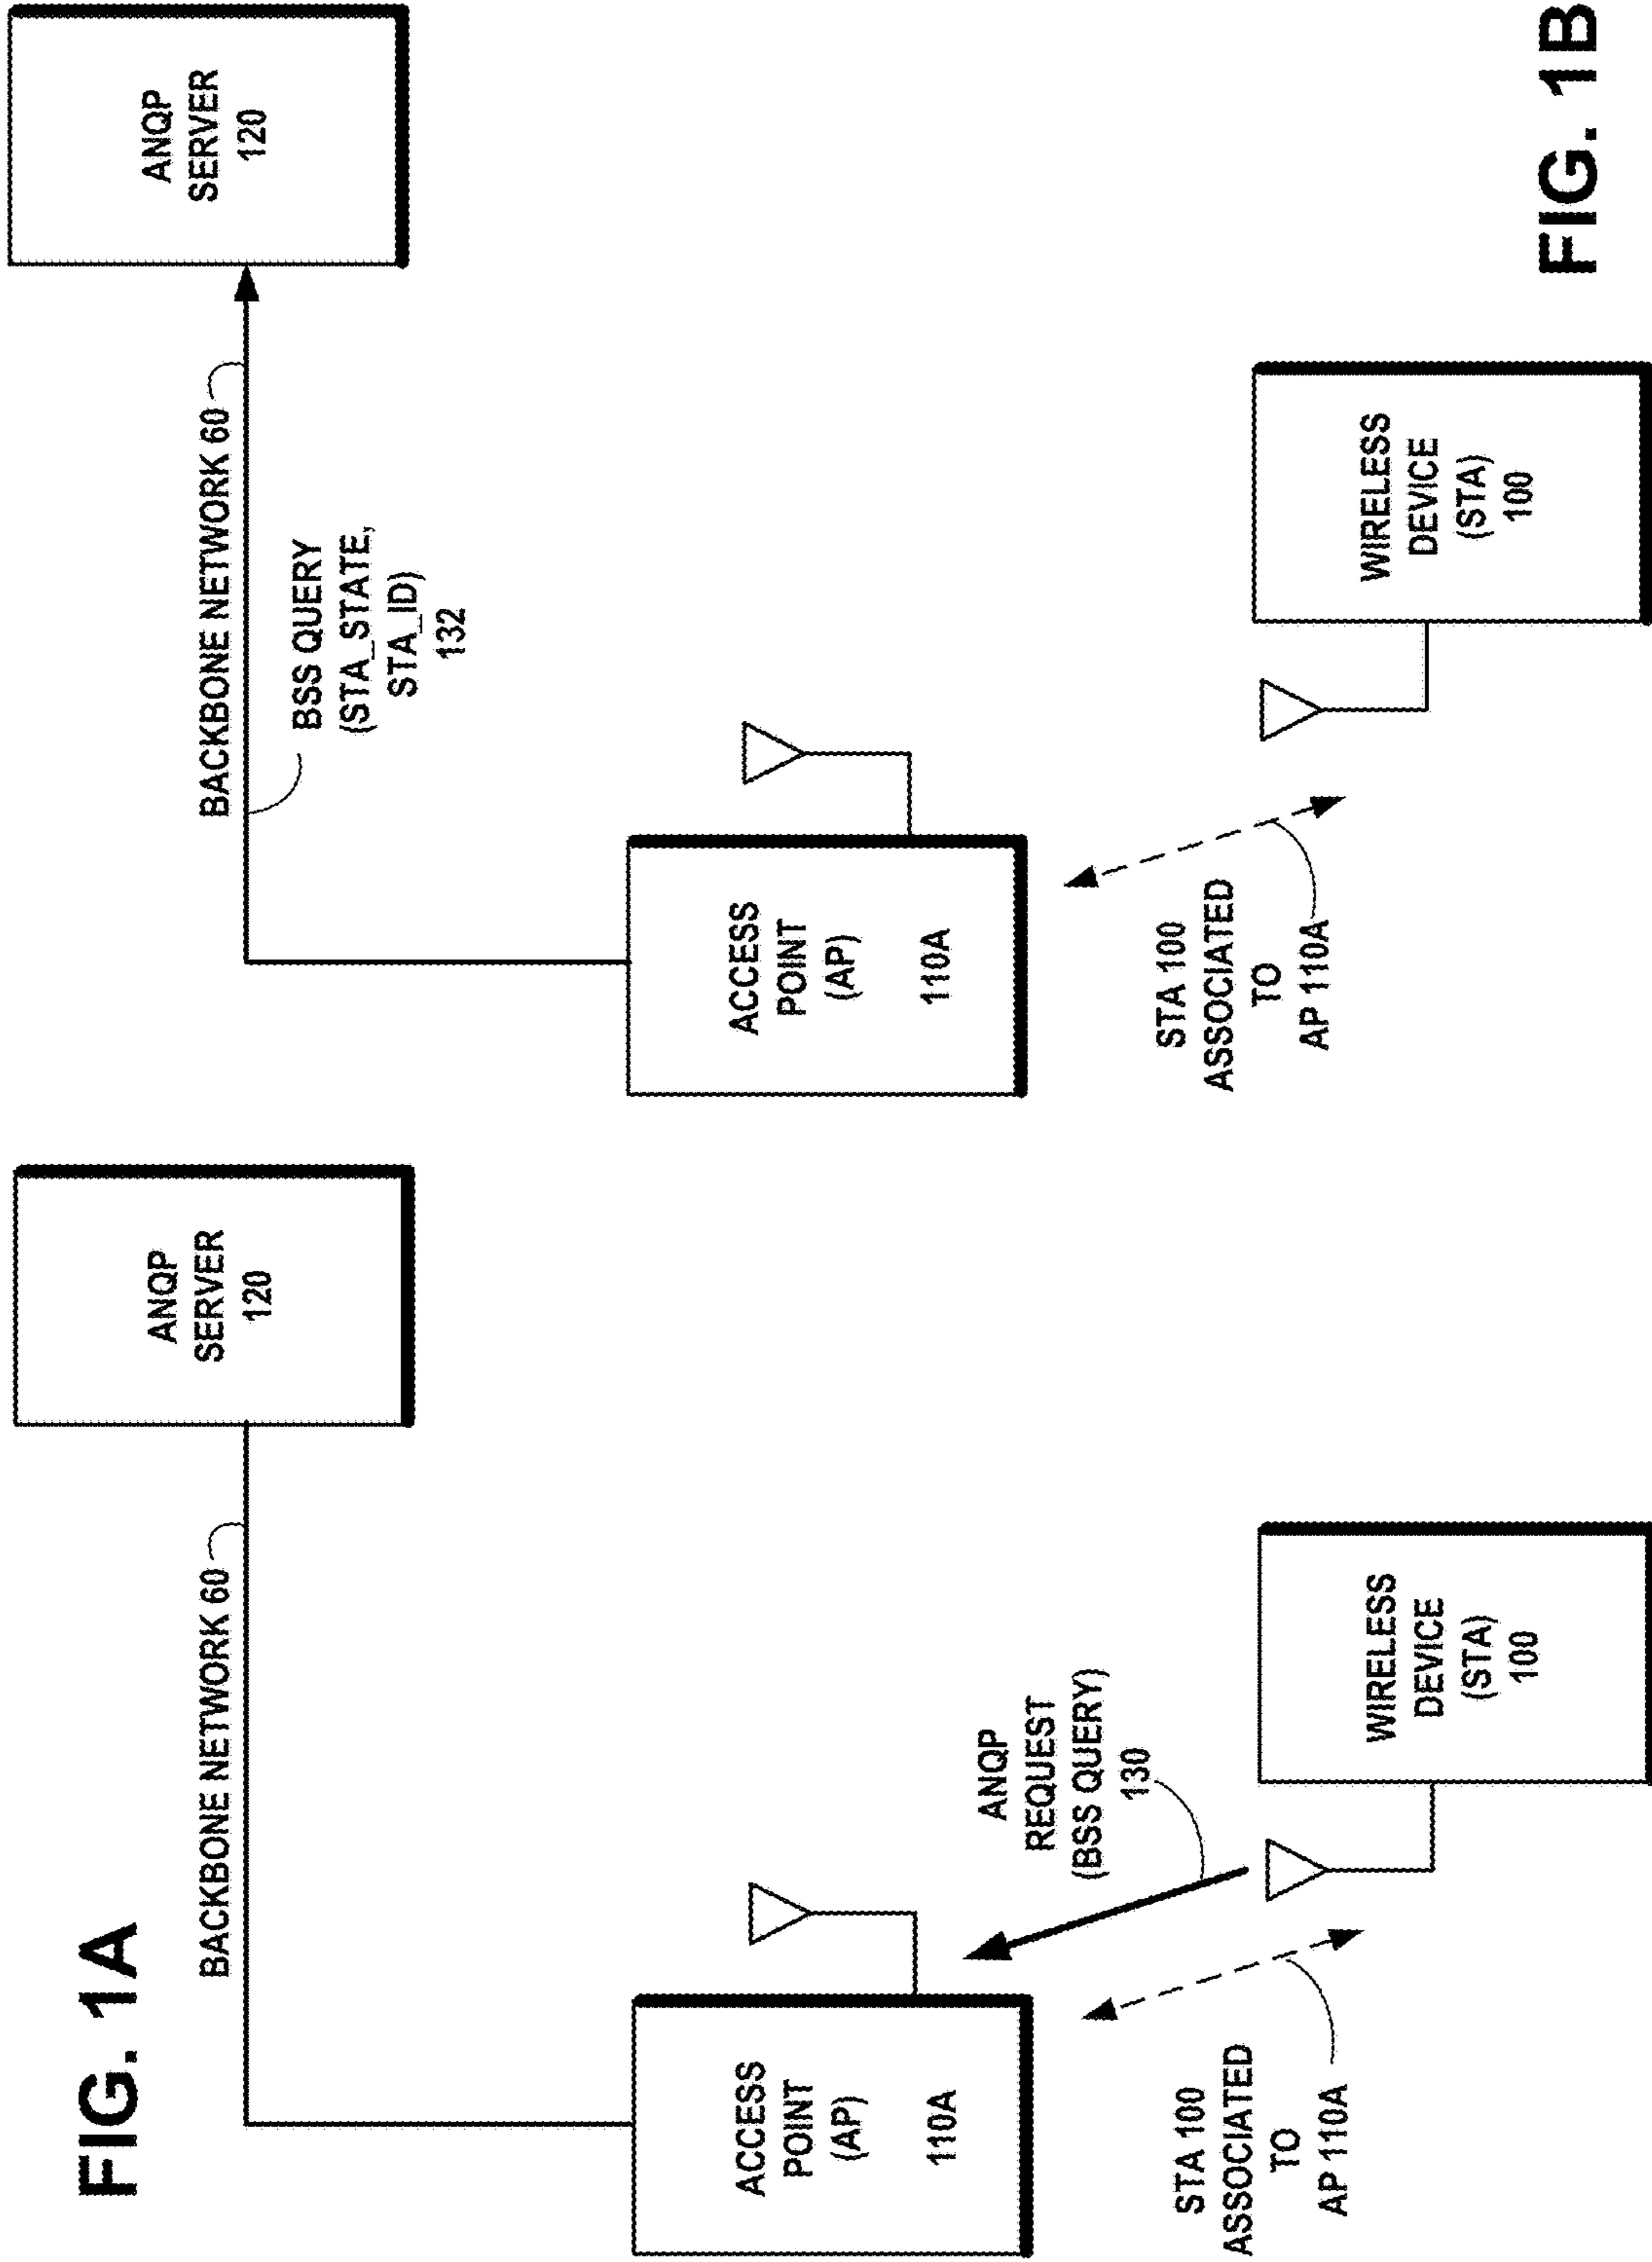 FIG. 1A
BACKBONE NETWORK 60
ANQP
SERVER
120
ACCESS
POINT
(AP)
110A
ANQP
REQUEST
(BSS QUERY)
130
STA 100
ASSOCIATED
TO
AP 110A
WIRELESS
DEVICE
(STA)
100
BACKBONE NETWORK 60
ANQP
SERVER
120
BSS QUERY
(STA_STATE,
STA_ID)
132
ACCESS
POINT
(AP)
110A
STA 100
ASSOCIATED
TO
AP 110A
WIRELESS
DEVICE
(STA)
100
FIG. 1B